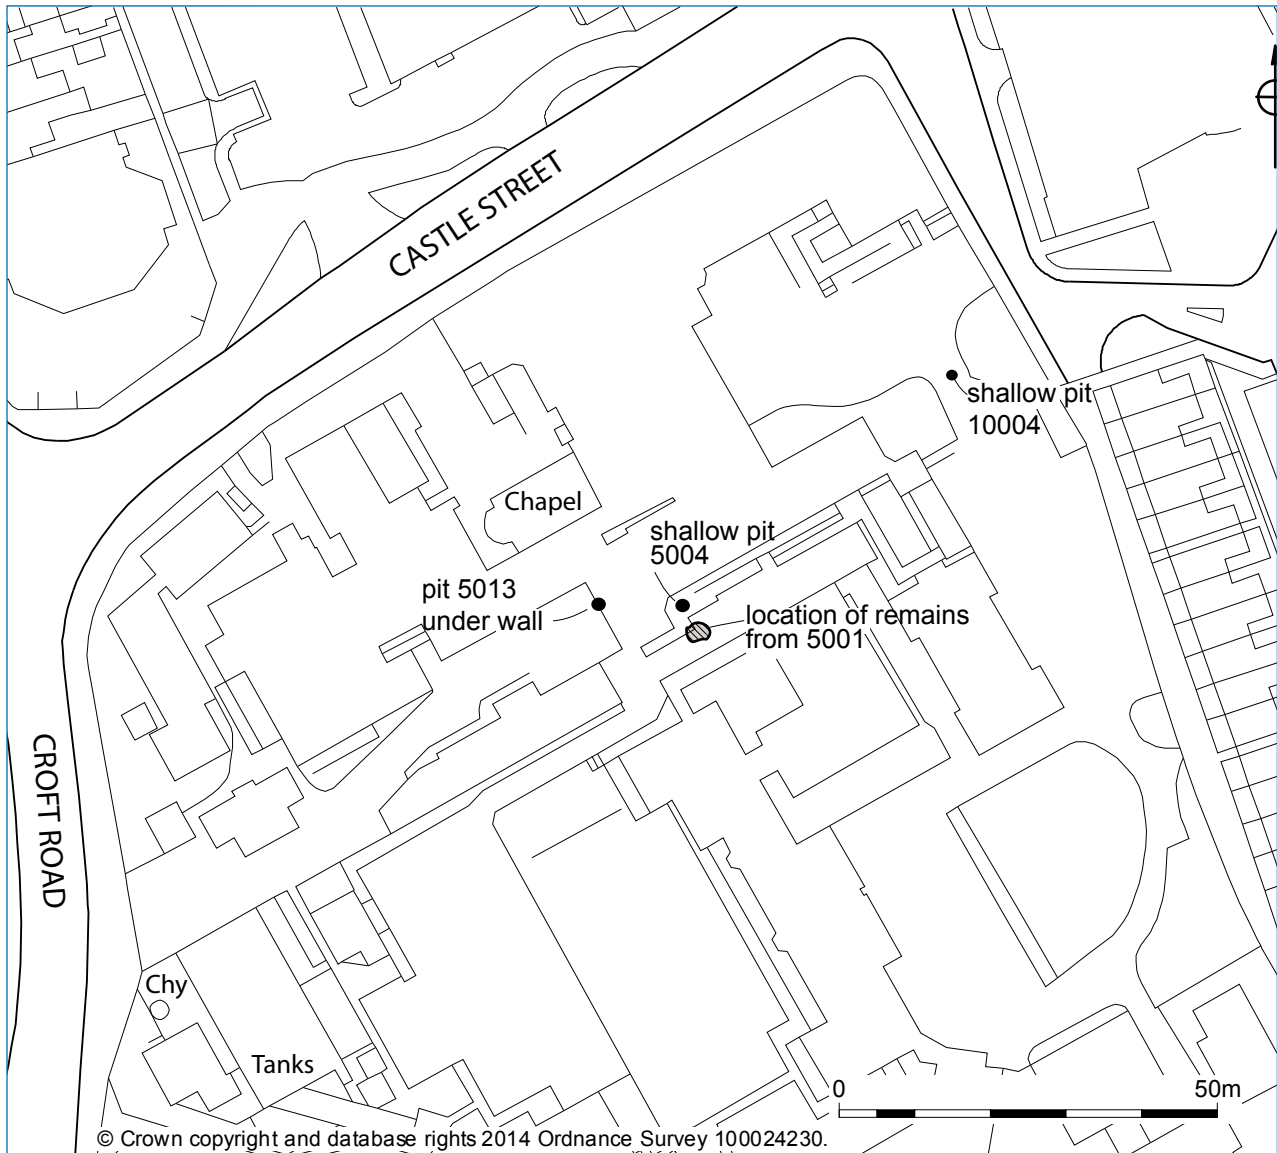 CASTLE STREET
shallow pit
10004
Chapel
shallow pit
5004
pit 5013
under wall
location of remains
from 5001
CROFT ROAD
Chy
Tanks
0 50m
© Crown copyright and database rights 2014 Ordnance Survey 100024230.